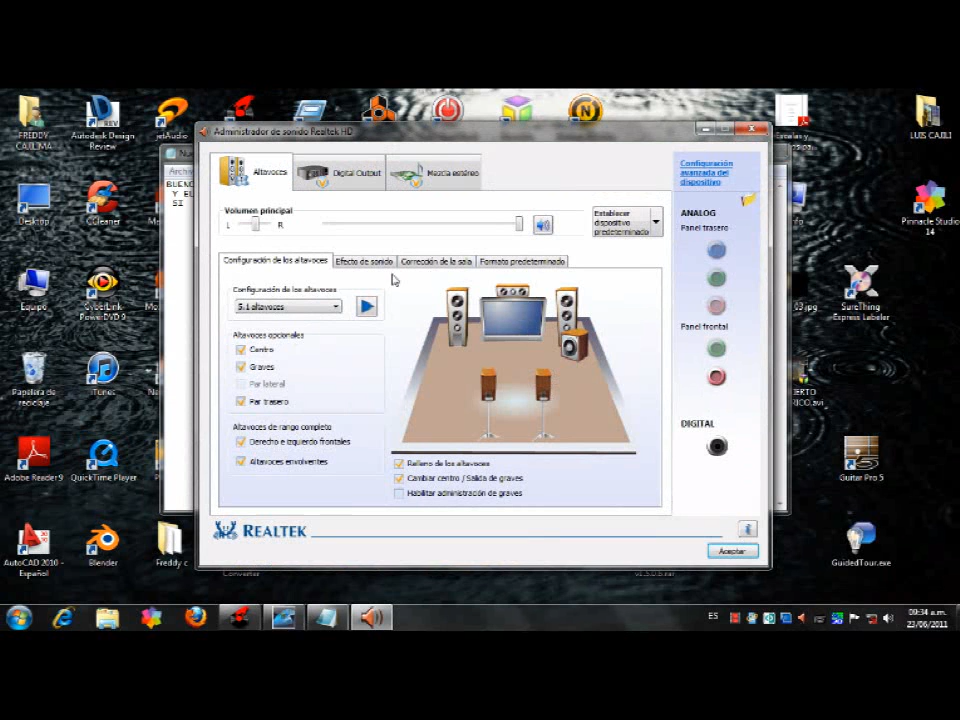 FREDDY
CAJILIMA
Autodesk Design
Review
jetAudio
LUIS CAJILI
Administrador de sonido Realtek HD
Archiv
BUENO
Y EL
SI
Desktop
CCleaner
Pinnacle Studio
14
Equipo
CyberLink
PowerDVD 9
SureThing
Express Labeler
Papelera de
reciclaje
iTunes
Adobe Reader 9
QuickTime Player
Guitar Pro 5
AutoCAD 2010 -
Español
Blender
Freddy c
GuidedTour.exe
Converter
Altavoces
Digital Output
Mezcla estéreo
Configuración
avanzada del
dispositivo
Volumen principal
L
R
Establecer
dispositivo
predeterminado
ANALOG
Panel trasero
Configuración de los altavoces
Efecto de sonido
Corrección de la sala
Formato predeterminado
Configuración de los altavoces
5.1 altavoces
Altavoces opcionales
Centro
Graves
Par lateral
Par trasero
Panel frontal
Altavoces de rango completo
Derecho e izquierdo frontales
Altavoces envolventes
DIGITAL
Relleno de los altavoces
Cambiar centro / Salida de graves
Habilitar administración de graves
REALTEK
Aceptar
ES
09:34 a.m.
23/06/2011